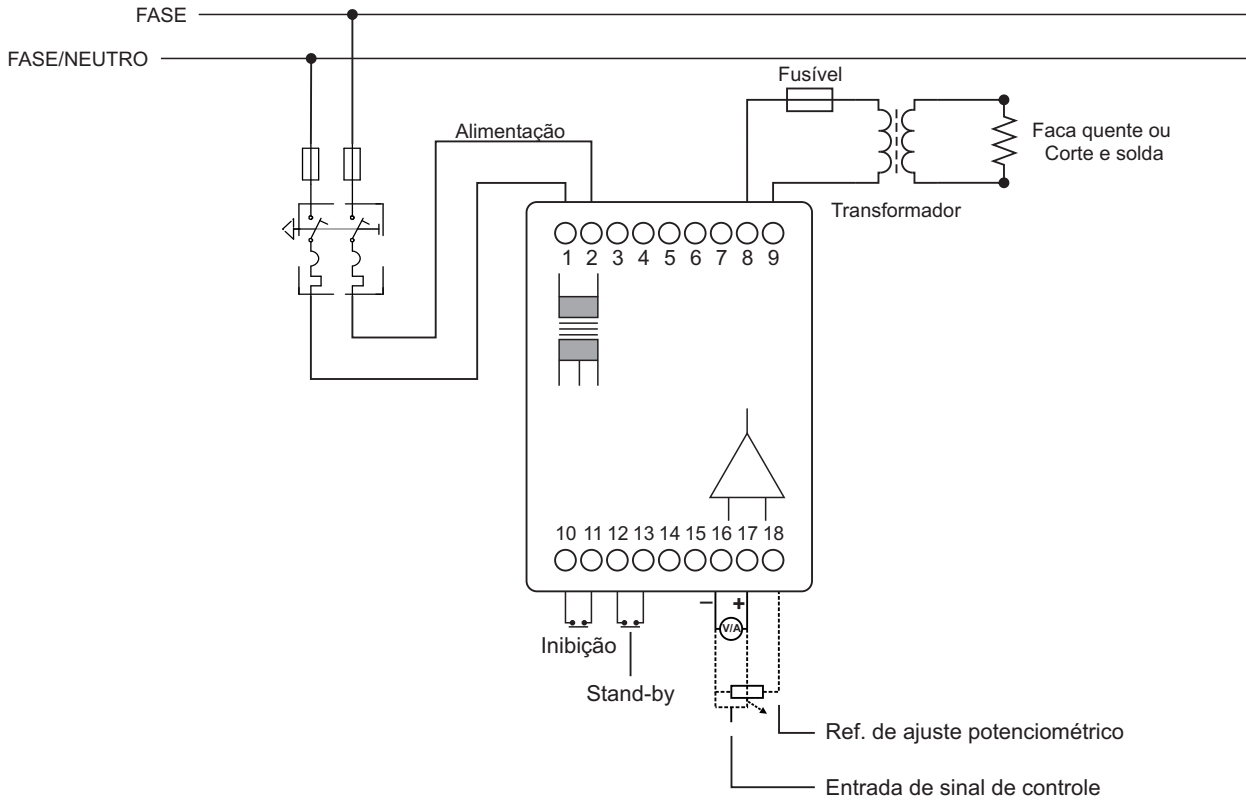 FASE
FASE/NEUTRO
Fusível
Alimentação
Faca quente ou
Corte e solda
Transformador
1 2 3 4 5 6 7 8 9
10 11 12 13 14 15 16 17 18
– +
V/A
Inibição
Stand-by
Ref. de ajuste potenciométrico
Entrada de sinal de controle